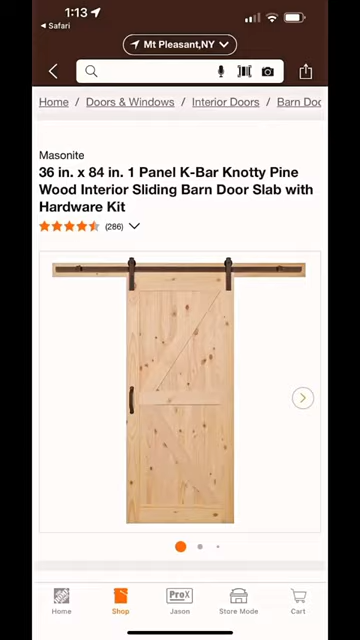 1:13
Safari
Mt Pleasant,NY
Home / Doors & Windows / Interior Doors / Barn Doo
Masonite
36 in. x 84 in. 1 Panel K-Bar Knotty Pine
Wood Interior Sliding Barn Door Slab with
Hardware Kit
(286)
ProX
Home Shop Jason Store Mode Cart